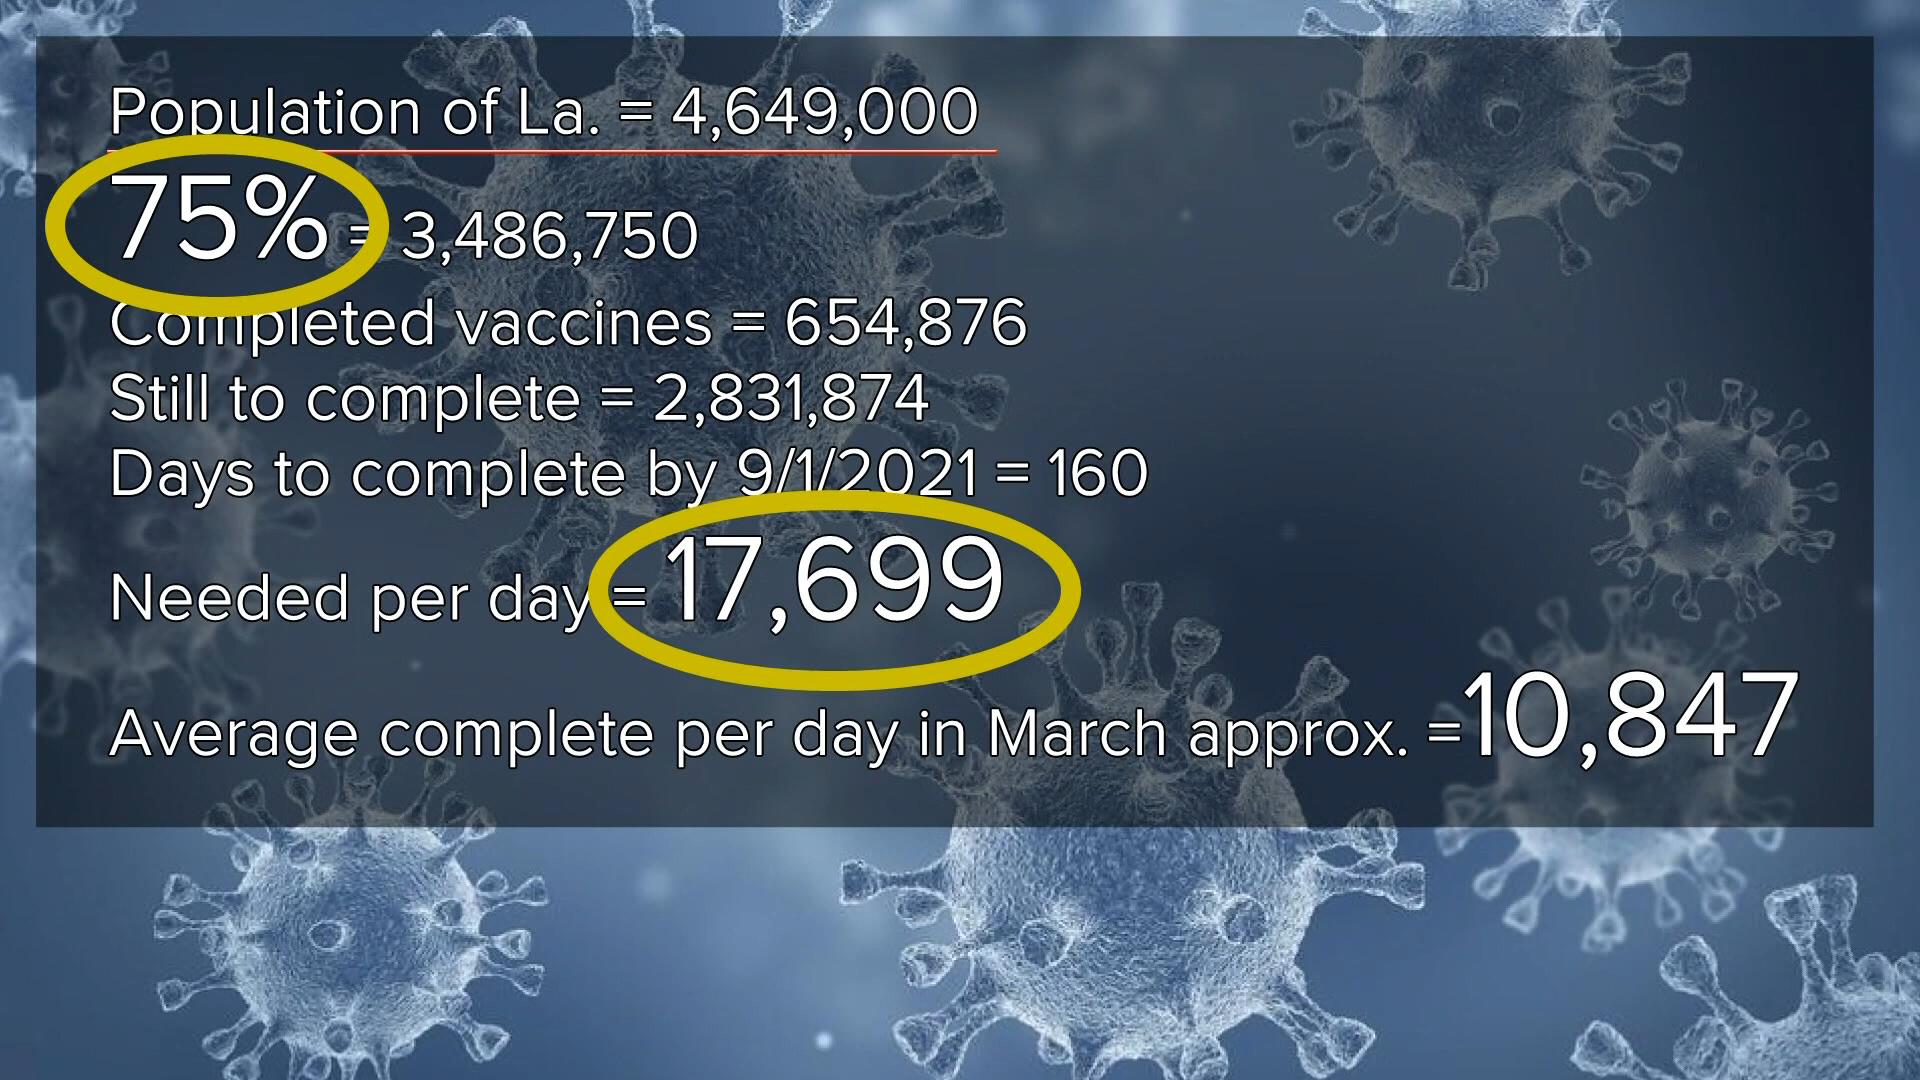 Population of La. = 4,649,000
75% = 3,486,750
Completed vaccines = 654,876
Still to complete = 2,831,874
Days to complete by 9/1/2021 = 160
Needed per day = 17,699
Average complete per day in March approx. =10,847